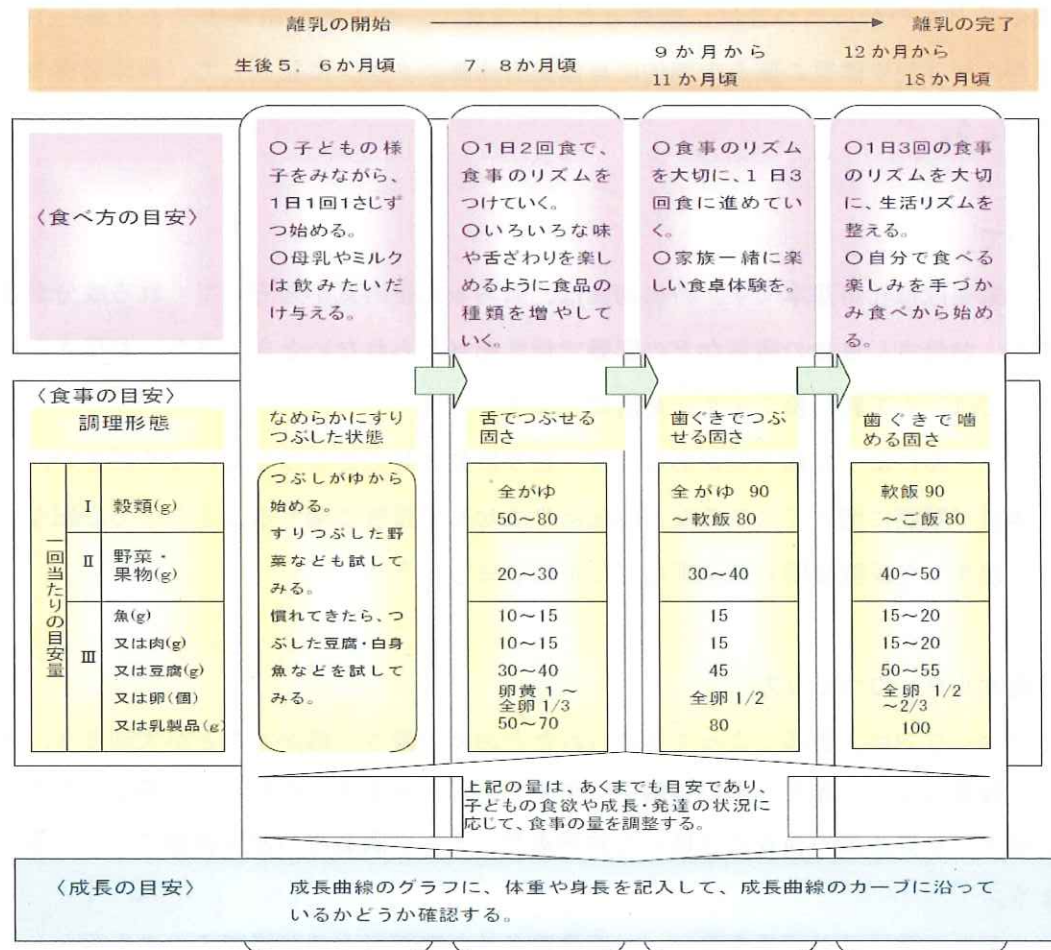 離乳の開始 離乳の完了
生後5，6か月頃 7，8か月頃 9か月から 12か月から
11か月頃 18か月頃
〈食べ方の目安〉
○子どもの様
子をみながら、
1日1回1さじず
つ始める。
○母乳やミルク
は飲みたいだ
け与える。
○1日2回食で、
食事のリズムを
つけていく。
○いろいろな味
や舌ざわりを楽し
めるように食品の
種類を増やして
いく。
○食事のリズム
を大切に、1日3
回食に進めてい
く。
○家族一緒に楽
しい食卓体験を。
○1日3回の食事
のリズムを大切
に、生活リズムを
整える。
○自分で食べる
楽しみを手づか
み食べから始め
る。
〈食事の目安〉
調理形態
なめらかにすり
つぶした状態
舌でつぶせる
固さ
歯ぐきでつぶ
せる固さ
歯ぐきで噛
める固さ
一回当たりの目安量
つぶしがゆから
始める。
すりつぶした野
菜なども試して
みる。
慣れてきたら、つ
ぶした豆腐・白身
魚などを試して
みる。
Ⅰ 穀類(g)
全がゆ
50～80
全がゆ 90
～軟飯 80
軟飯 90
～ご飯 80
Ⅱ 野菜・
果物(g)
20～30 30～40 40～50
Ⅲ
魚(g) 10～15 15 15～20
又は肉(g) 10～15 15 15～20
又は豆腐(g) 30～40 45 50～55
又は卵(個)
卵黄 1～
全卵 1/3
全卵 1/2
全卵 1/2
～2/3
又は乳製品(g) 50～70 80 100
上記の量は、あくまでも目安であり、
子どもの食欲や成長・発達の状況に
応じて、食事の量を調整する。
〈成長の目安〉
成長曲線のグラフに、体重や身長を記入して、成長曲線のカーブに沿って
いるかどうか確認する。